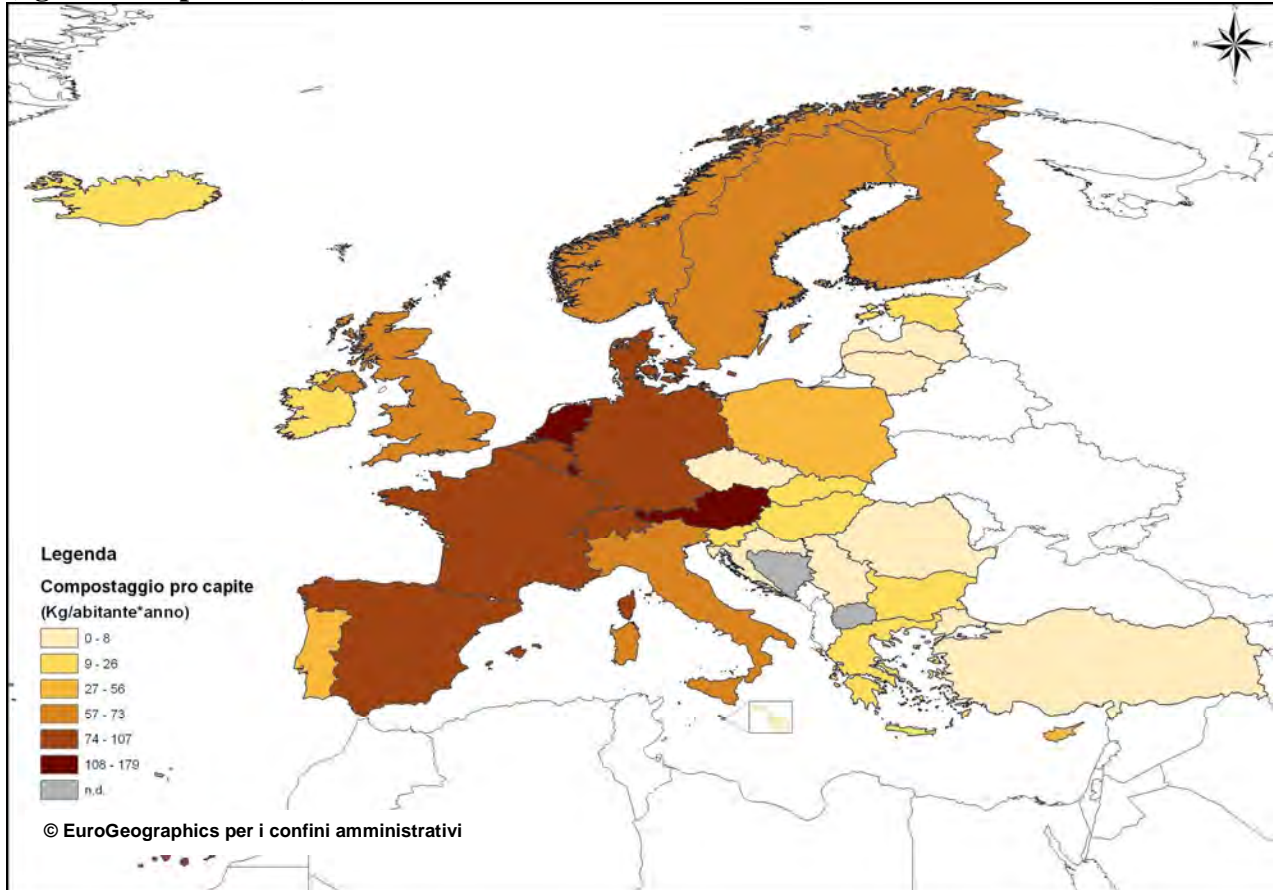 Legenda
Compostaggio pro capite
(Kg/abitante*anno)
0 - 8
9 - 26
27 - 56
57 - 73
74 - 107
108 - 179
n.d.
© EuroGeographics per i confini amministrativi